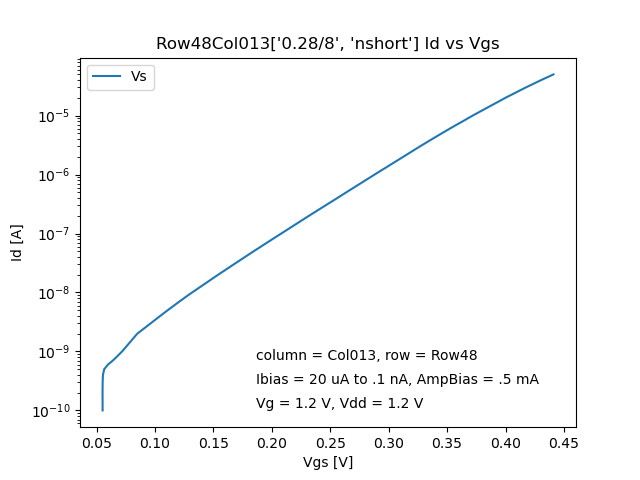 Row48Col013['0.28/8', 'nshort'] Id vs Vgs
Vs
10⁻⁵
10⁻⁶
10⁻⁷
10⁻⁸
10⁻⁹
10⁻¹⁰
Id [A]
column = Col013, row = Row48
Ibias = 20 uA to .1 nA, AmpBias = .5 mA
Vg = 1.2 V, Vdd = 1.2 V
0.05 0.10 0.15 0.20 0.25 0.30 0.35 0.40 0.45
Vgs [V]